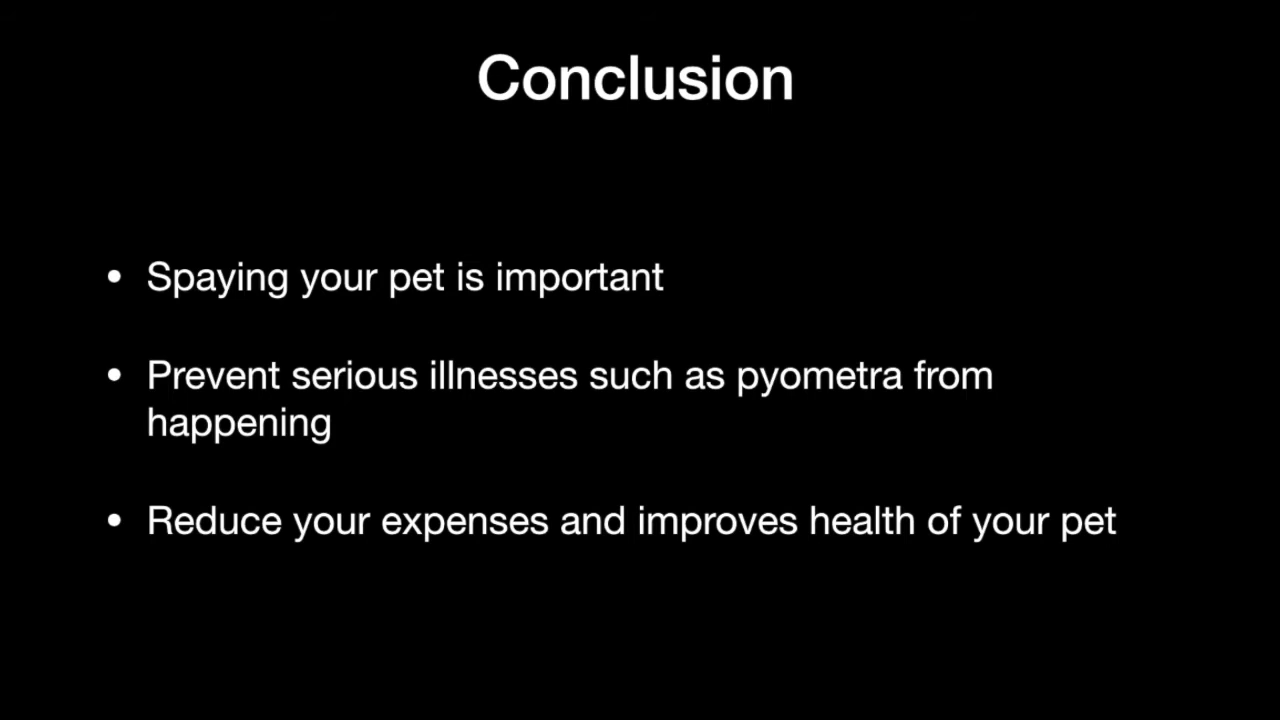 Conclusion
• Spaying your pet is important
• Prevent serious illnesses such as pyometra from
happening
• Reduce your expenses and improves health of your pet